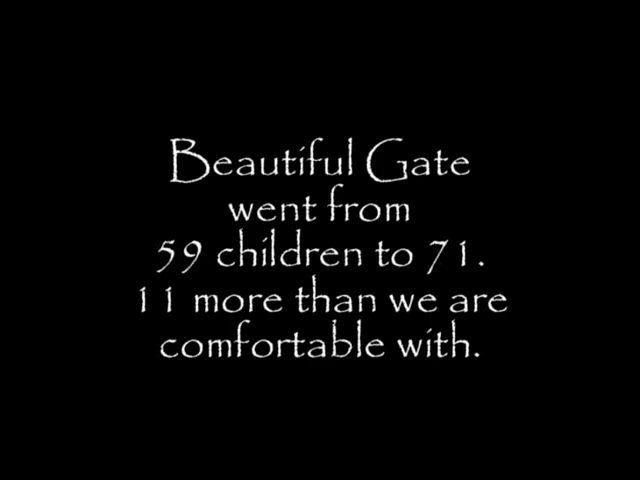 Beautiful Gate
went from
59 children to 71.
11 more than we are
comfortable with.